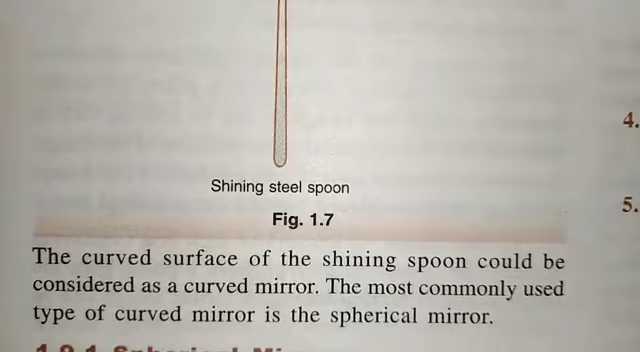 4.
Shining steel spoon
5.
Fig. 1.7
The curved surface of the shining spoon could be
considered as a curved mirror. The most commonly used
type of curved mirror is the spherical mirror.